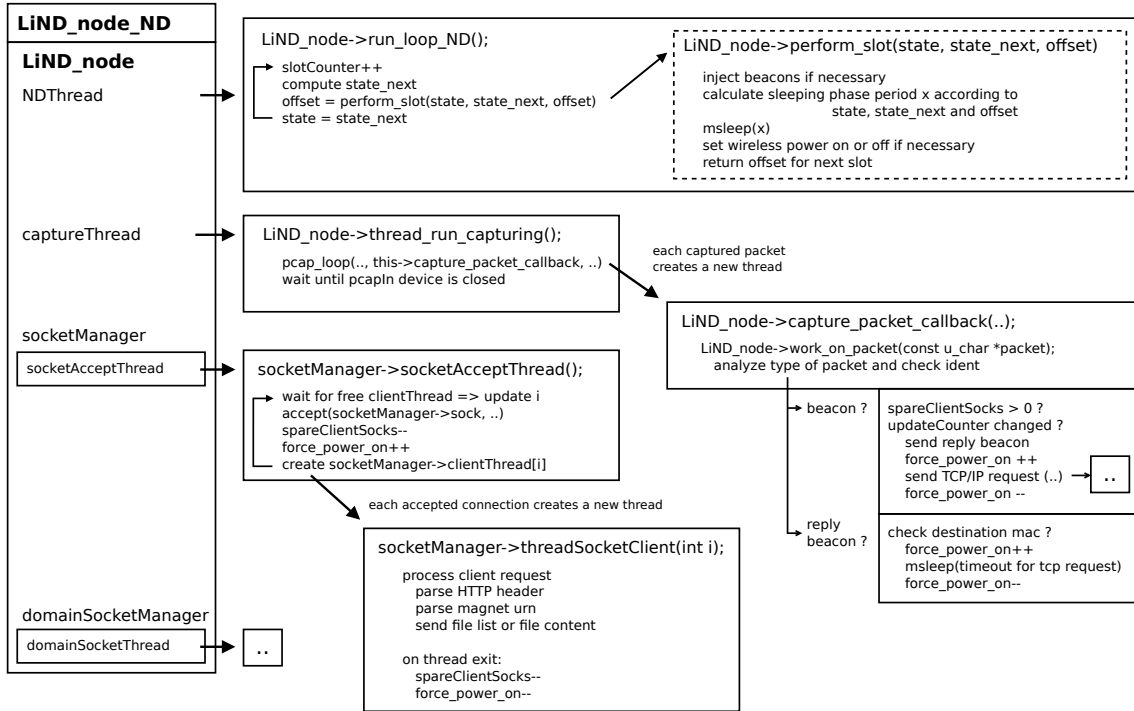 LiND_node_ND
LiND_node
NDThread
captureThread
socketManager
socketAcceptThread
domainSocketManager
domainSocketThread
LiND_node->run_loop_ND();
slotCounter++
compute state_next
offset = perform_slot(state, state_next, offset)
state = state_next
LiND_node->perform_slot(state, state_next, offset)
inject beacons if necessary
calculate sleeping phase period x according to
state, state_next and offset
msleep(x)
set wireless power on or off if necessary
return offset for next slot
LiND_node->thread_run_capturing();
pcap_loop(.., this->capture_packet_callback, ..)
wait until pcapIn device is closed
each captured packet
creates a new thread
LiND_node->capture_packet_callback(..);
LiND_node->work_on_packet(const u_char *packet);
analyze type of packet and check ident
beacon ?
spareClientSocks > 0 ?
updateCounter changed ?
send reply beacon
force_power_on ++
send TCP/IP request (..)
force_power_on --
..
reply
beacon ?
check destination mac ?
force_power_on++
msleep(timeout for tcp request)
force_power_on--
socketManager->socketAcceptThread();
wait for free clientThread => update i
accept(socketManager->sock, ..)
spareClientSocks--
force_power_on++
create socketManager->clientThread[i]
each accepted connection creates a new thread
socketManager->threadSocketClient(int i);
process client request
parse HTTP header
parse magnet urn
send file list or file content
on thread exit:
spareClientSocks--
force_power_on--
..